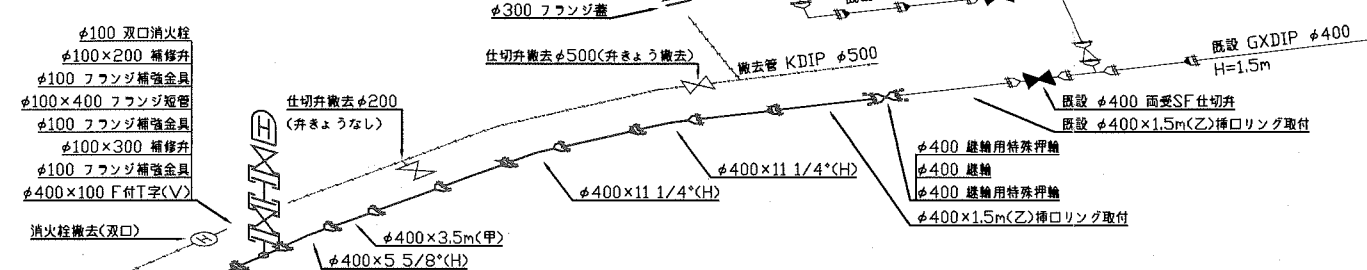 φ300 フランジ蓋
φ100 双口消火栓
φ100×200 補修弁
φ100 フランジ補強金具
φ100×400 フランジ短管
φ100 フランジ補強金具
φ100×300 補修弁
φ100 フランジ補強金具
φ400×100 F付T字(V)
消火栓撤去(双口)
仕切弁撤去φ200
(弁きょうなし)
仕切弁撤去φ500(弁きょう撤去)
撤去管 KDIP φ500
既設 GXDIP φ400
H=1.5m
既設 φ400 両受SF仕切弁
既設 φ400×1.5m(乙)挿口リング取付
φ400 継輪用特殊押輪
φ400 継輪
φ400 継輪用特殊押輪
φ400×1.5m(乙)挿口リング取付
φ400×11 1/4°(H)
φ400×11 1/4°(H)
φ400×3.5m(甲)
φ400×5 5/8°(H)
H
H